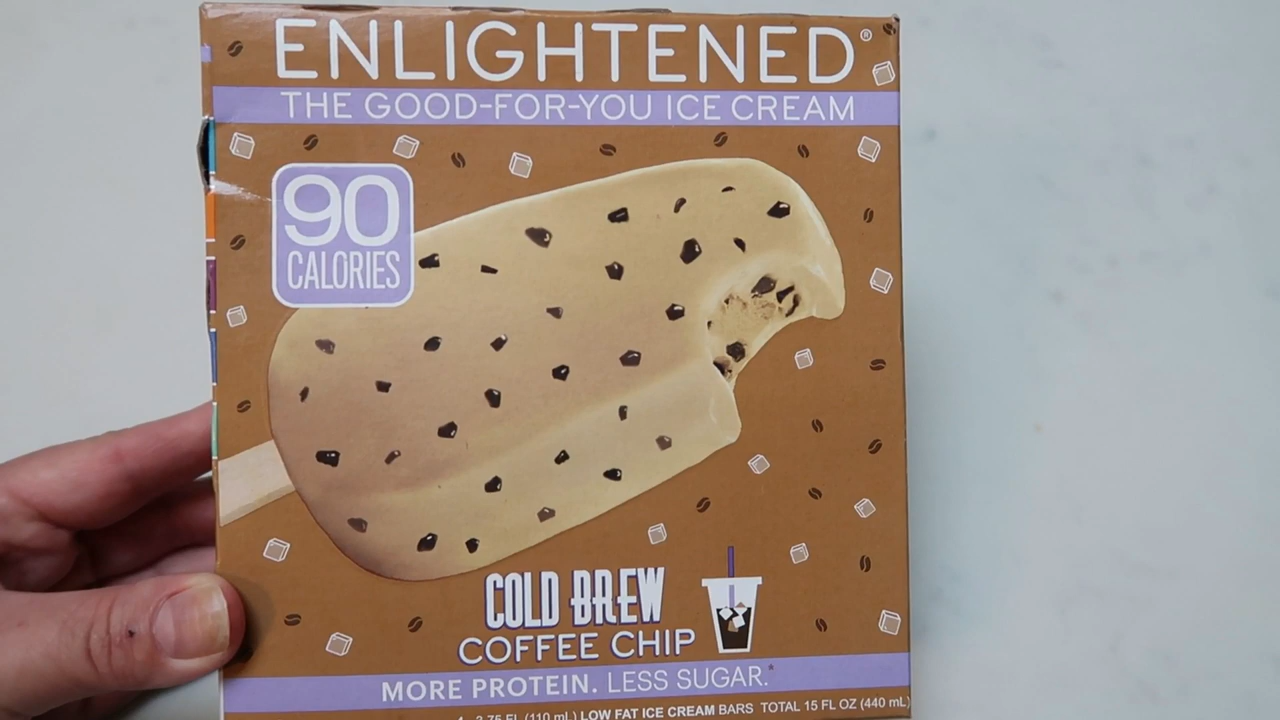 ENLIGHTENED®
THE GOOD-FOR-YOU ICE CREAM
90
CALORIES
COLD BREW
COFFEE CHIP
MORE PROTEIN. LESS SUGAR.*
4 - 3.75 FL (110 mL) LOW FAT ICE CREAM BARS TOTAL 15 FL OZ (440 mL)